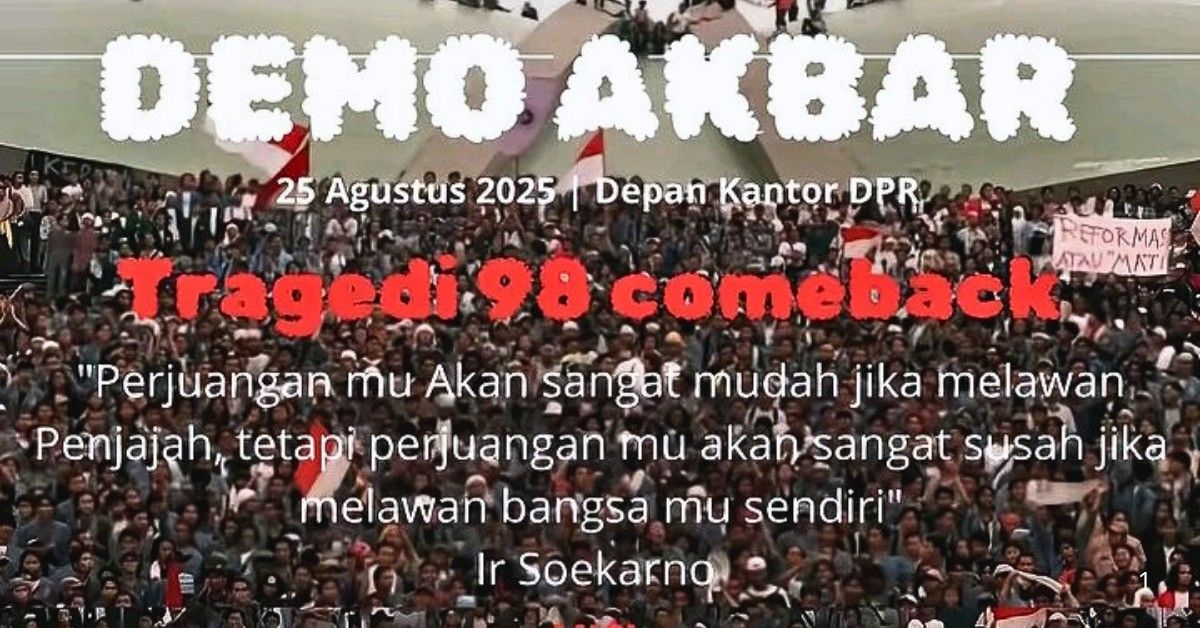 DEMO AKBAR
25 Agustus 2025 | Depan Kantor DPR
REFORMASI
ATAU "MATI
Tragedi 98 comeback
"Perjuangan mu Akan sangat mudah jika melawan
Penjajah, tetapi perjuangan mu akan sangat susah jika
melawan bangsa mu sendiri"
Ir Soekarno
1